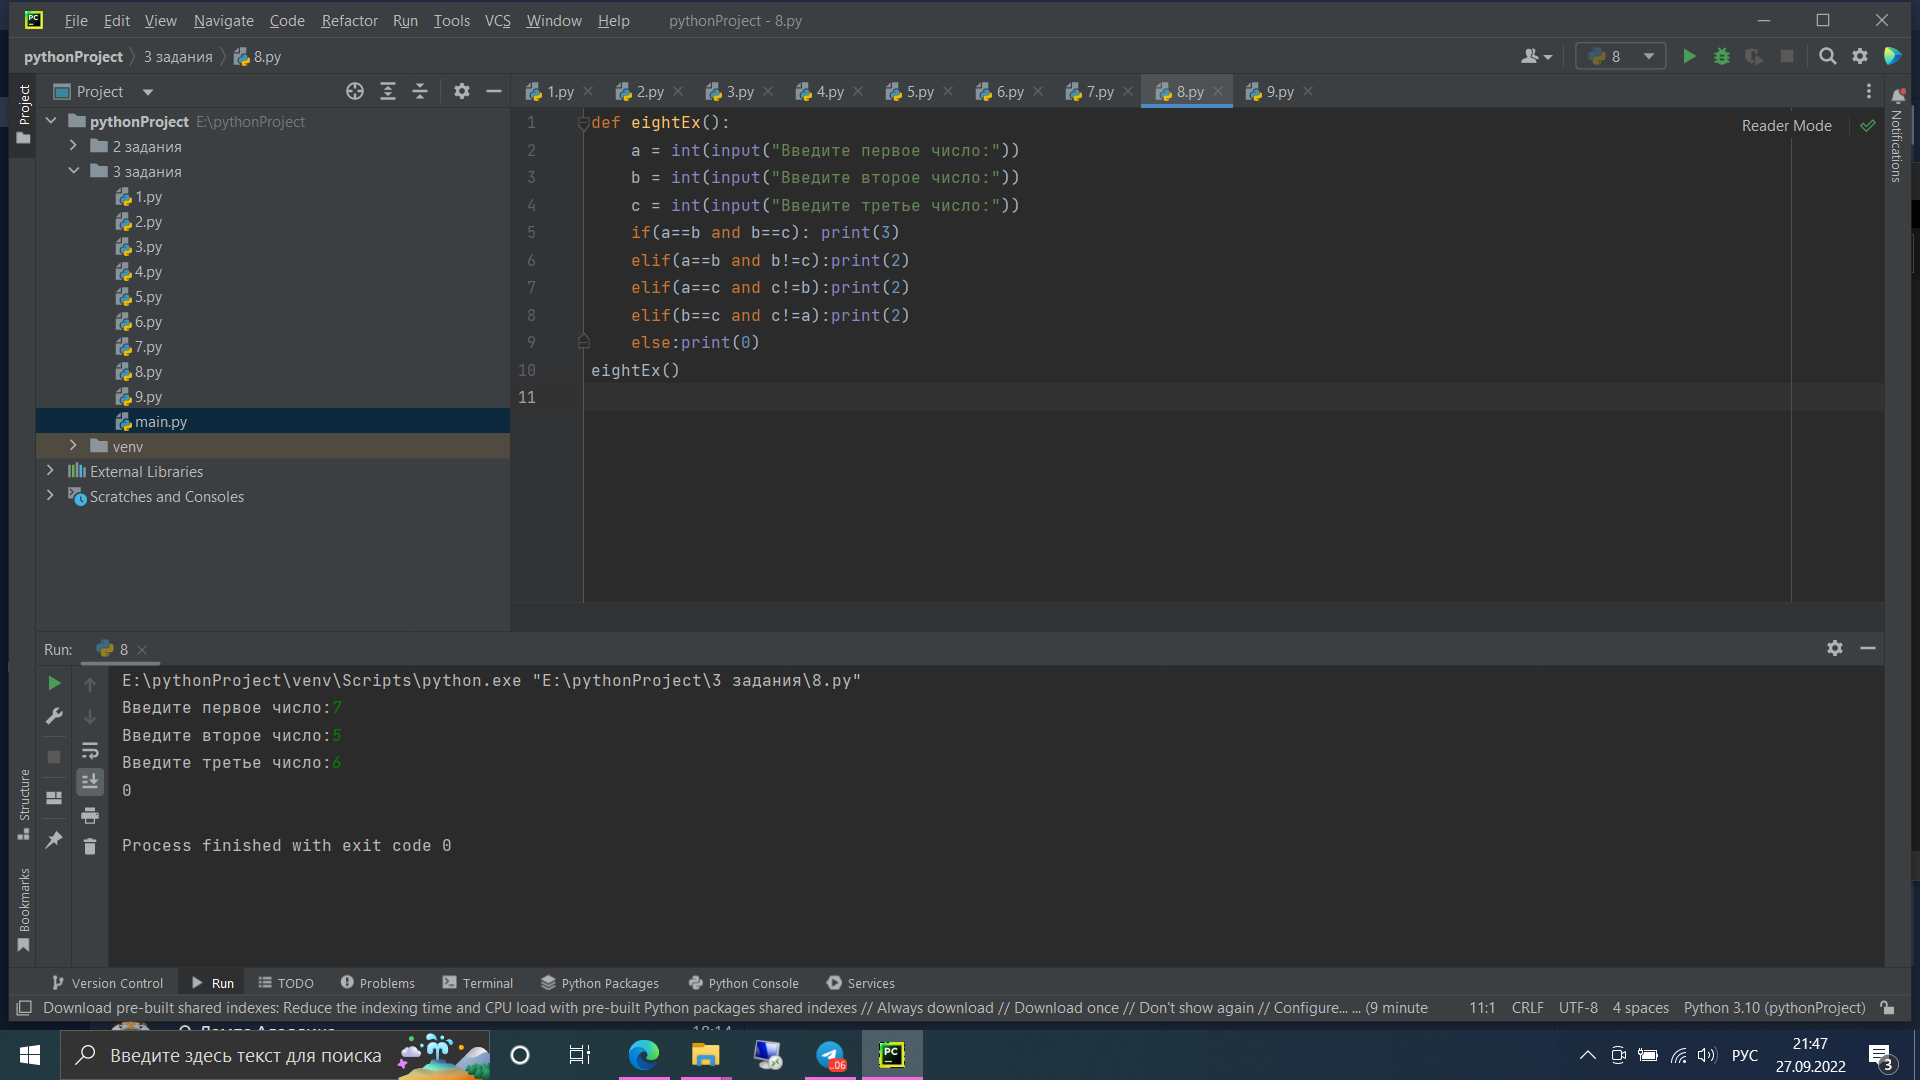 File Edit View Navigate Code Refactor Run Tools VCS Window Help pythonProject - 8.py
pythonProject 3 задания 8.py
8
Project
Project
1.py 2.py 3.py 4.py 5.py 6.py 7.py 8.py 9.py
pythonProject E:\pythonProject
2 задания
3 задания
1.py
2.py
3.py
4.py
5.py
6.py
7.py
8.py
9.py
main.py
venv
External Libraries
Scratches and Consoles
1 def eightEx():
2 a = int(input("Введите первое число:"))
3 b = int(input("Введите второе число:"))
4 c = int(input("Введите третье число:"))
5 if(a==b and b==c): print(3)
6 elif(a==b and b!=c):print(2)
7 elif(a==c and c!=b):print(2)
8 elif(b==c and c!=a):print(2)
9 else:print(0)
10 eightEx()
11
Reader Mode
Notifications
Run: 8
E:\pythonProject\venv\Scripts\python.exe "E:\pythonProject\3 задания\8.py"
Введите первое число:7
Введите второе число:5
Введите третье число:6
0
Process finished with exit code 0
Structure
Bookmarks
Version Control Run TODO Problems Terminal Python Packages Python Console Services
Download pre-built shared indexes: Reduce the indexing time and CPU load with pre-built Python packages shared indexes // Always download // Download once // Don't show again // Configure... ... (9 minute 11:1 CRLF UTF-8 4 spaces Python 3.10 (pythonProject)
Введите здесь текст для поиска
PC
..06
PC
РУС
21:47
27.09.2022
3